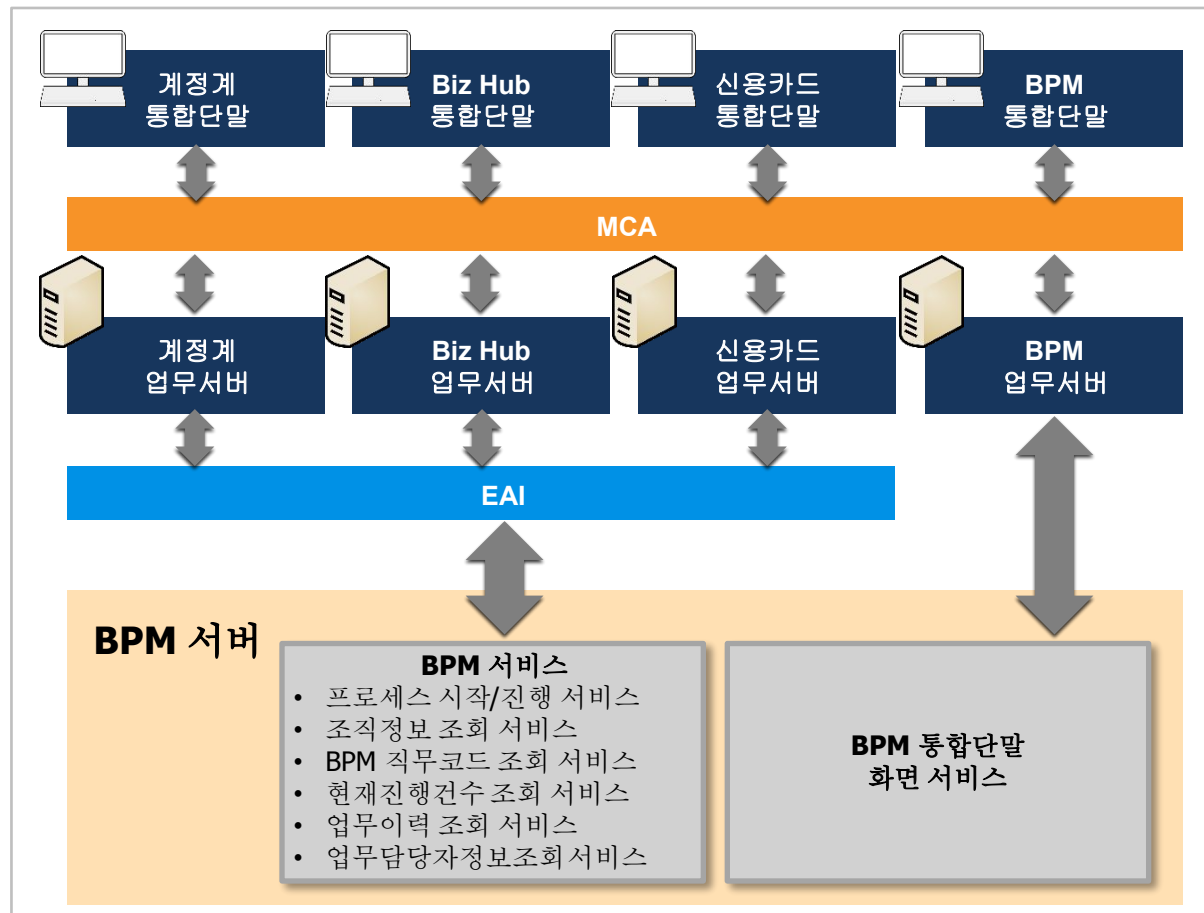 계정계
통합단말
Biz Hub
통합단말
신용카드
통합단말
BPM
통합단말
MCA
계정계
업무서버
Biz Hub
업무서버
신용카드
업무서버
BPM
업무서버
EAI
BPM 서버
BPM 서비스
• 프로세스 시작/진행 서비스
• 조직정보 조회 서비스
• BPM 직무코드 조회 서비스
• 현재진행건수 조회 서비스
• 업무이력 조회 서비스
• 업무담당자정보조회 서비스
BPM 통합단말
화면 서비스